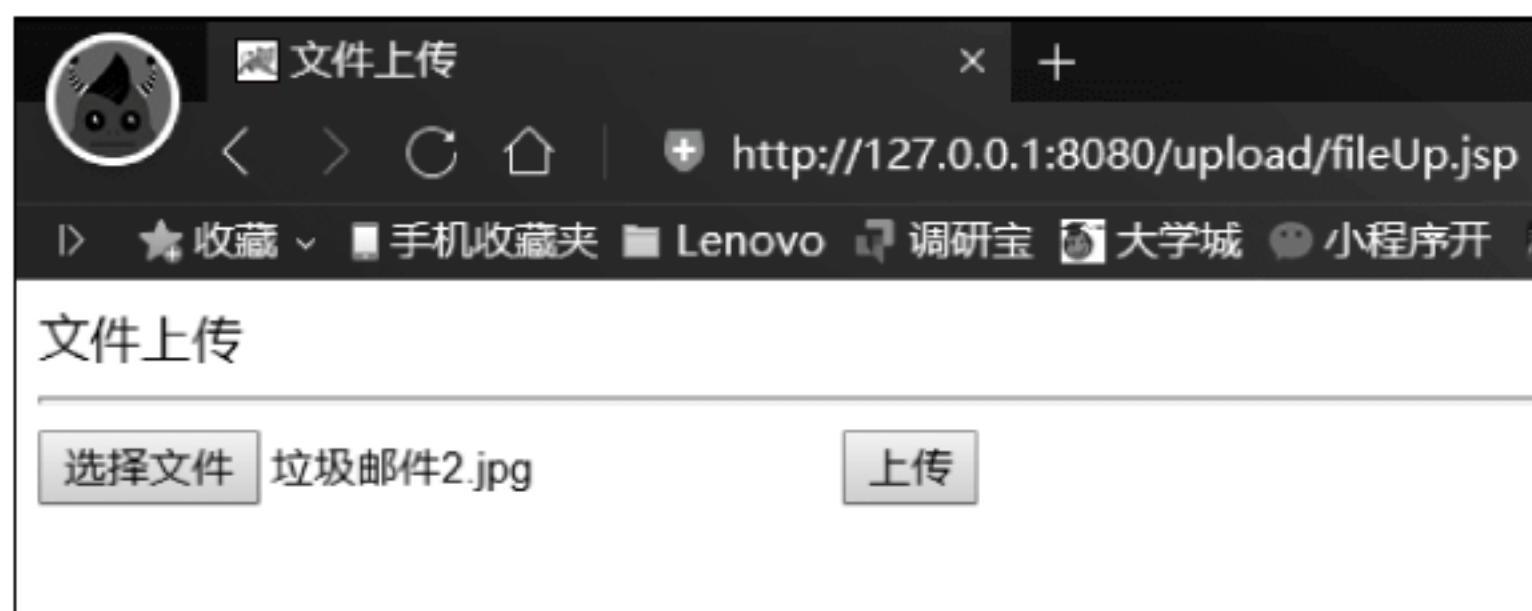 文件上传
http://127.0.0.1:8080/upload/fileUp.jsp
收藏 手机收藏夹 Lenovo 调研宝 大学城 小程序开
文件上传
选择文件 垃圾邮件2.jpg 上传